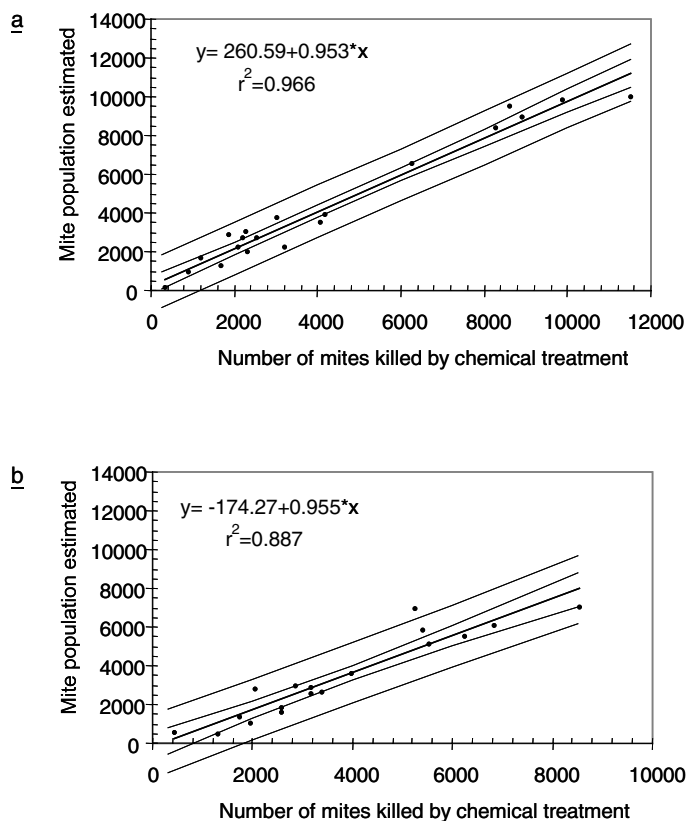 a
14000
12000
10000
8000
6000
4000
2000
0
Mite population estimated
y= 260.59+0.953*x
r2=0.966
0 2000 4000 6000 8000 10000 12000
Number of mites killed by chemical treatment
b
14000
12000
10000
8000
6000
4000
2000
0
Mite population estimated
y= -174.27+0.955*x
r2=0.887
0 2000 4000 6000 8000 10000
Number of mites killed by chemical treatment